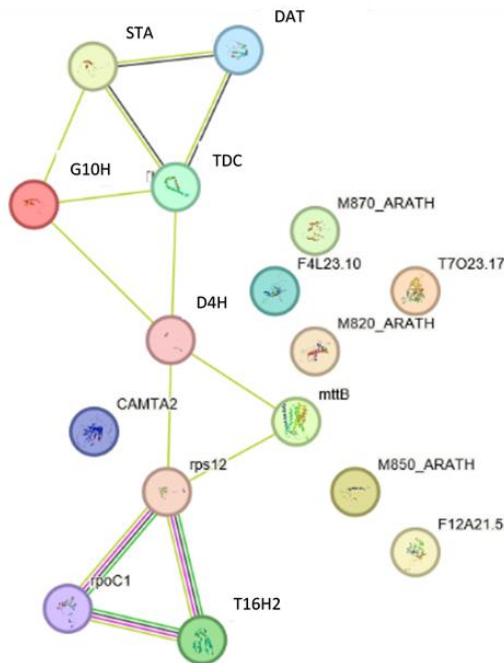 DAT
STA
G10H
TDC
M870_ARATH
F4L23.10
T7O23.17
D4H
M820_ARATH
mttB
CAMTA2
rps12
M850_ARATH
F12A21.5
rpoC1
T16H2